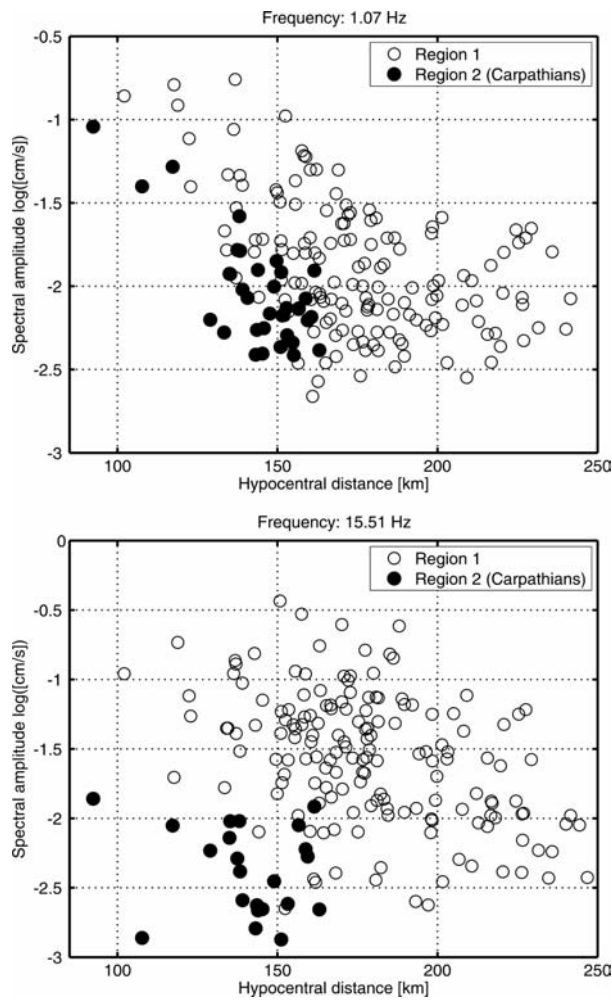 Frequency: 1.07 Hz
-0.5
Region 1
Region 2 (Carpathians)
-1
-1.5
-2
-2.5
-3
Spectral amplitude log([cm/s])
100
150
200
250
Hypocentral distance [km]
Frequency: 15.51 Hz
0
Region 1
Region 2 (Carpathians)
-0.5
-1
-1.5
-2
-2.5
-3
Spectral amplitude log([cm/s])
100
150
200
250
Hypocentral distance [km]